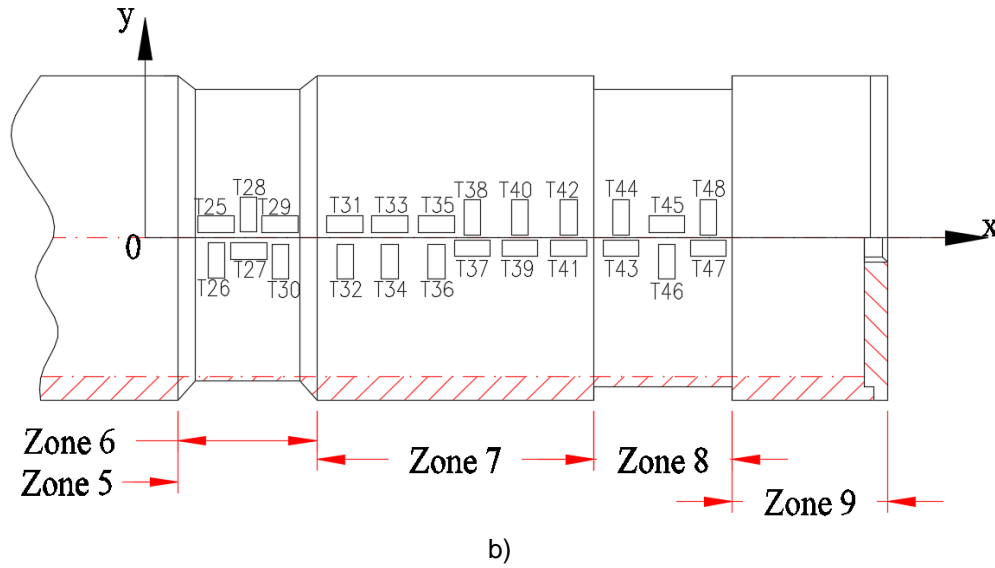 y
T28
T38
T40
T42
T44
T48
T25
T29
T31
T33
T35
T45
0
x
T27
T37
T39
T41
T43
T47
T26
T30
T32
T34
T36
T46
Zone 6
Zone 7
Zone 8
Zone 5
Zone 9
b)